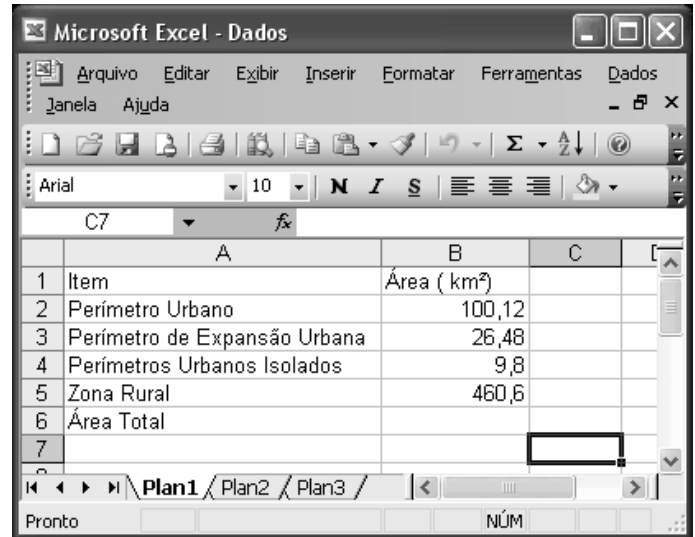 Microsoft Excel - Dados
Arquivo Editar Exibir Inserir Formatar Ferramentas Dados
Janela Ajuda
Arial 10 N I S
C7 fx
A B C
1 Item Área ( km²)
2 Perímetro Urbano 100,12
3 Perímetro de Expansão Urbana 26,48
4 Perímetros Urbanos Isolados 9,8
5 Zona Rural 460,6
6 Área Total
7
Plan1 Plan2 Plan3
Pronto NÚM